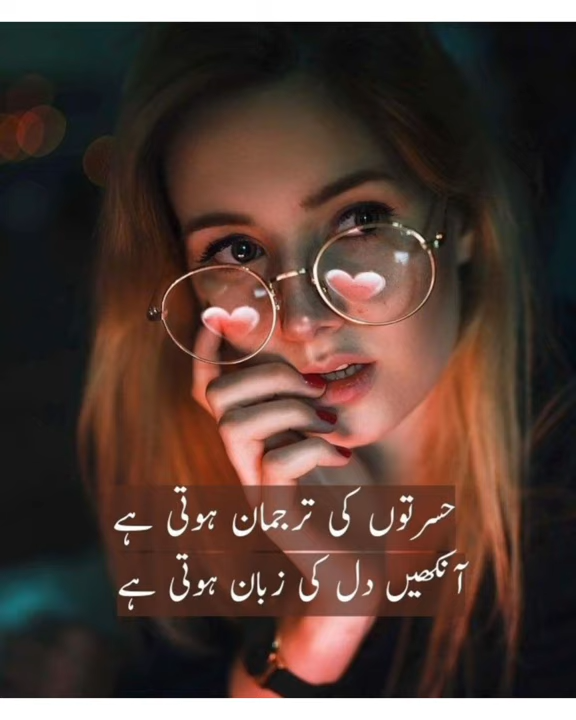 حسرتوں کی ترجمان ہوتی ہے
آنکھیں دل کی زبان ہوتی ہے